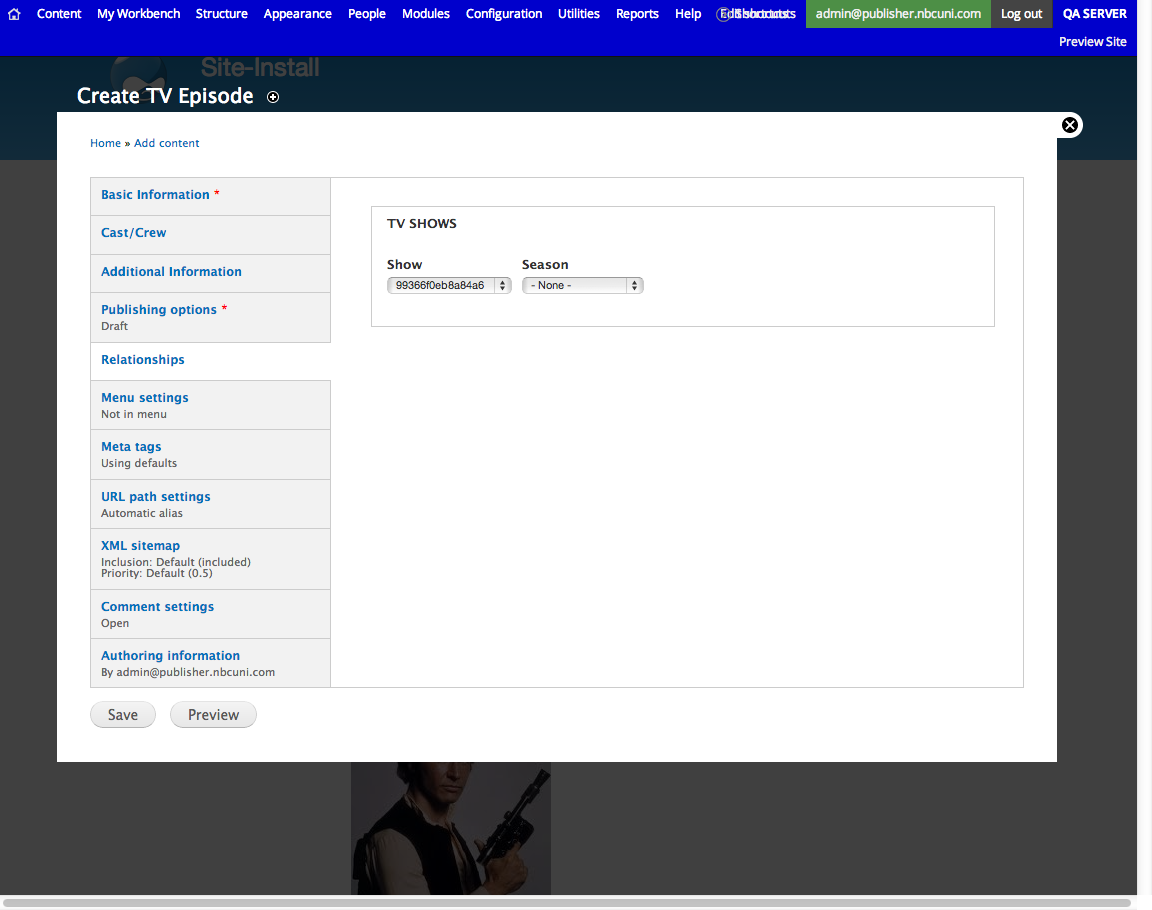 Content My Workbench Structure Appearance People Modules Configuration Utilities Reports Help Edit shortcuts admin@publisher.nbcuni.com Log out QA SERVER
Preview Site
Site-Install
Create TV Episode
Home » Add content
Basic Information *
Cast/Crew
Additional Information
Publishing options *
Draft
Relationships
Menu settings
Not in menu
Meta tags
Using defaults
URL path settings
Automatic alias
XML sitemap
Inclusion: Default (included)
Priority: Default (0.5)
Comment settings
Open
Authoring information
By admin@publisher.nbcuni.com
TV SHOWS
Show Season
99366f0eb8a84a6 - None -
Save Preview